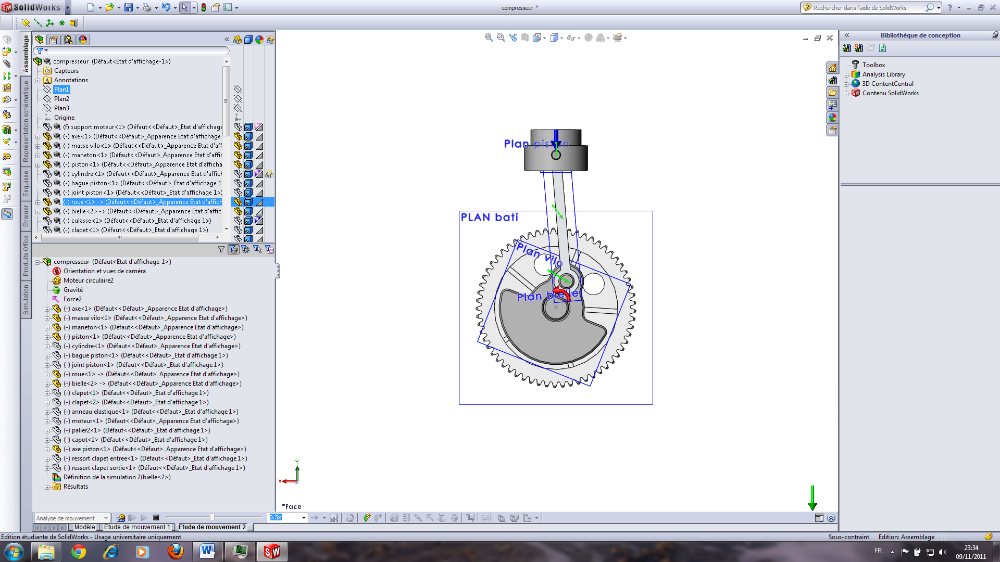 SolidWorks
compresseur *
Rechercher dans l'aide de SolidWorks
Assemblage
Représentation schématique
Esquisse
Evaluer
Produits Office
Simulation
compresseur (Défaut<Etat d'affichage-1>)
Capteurs
Annotations
Plan1
Plan2
Plan3
Origine
(f) support moteur<1> (Défaut<<Défaut>_Etat d'affichage
(-) axe<1> (Défaut<<Défaut>_Apparence Etat d'affichage
(-) masse vilo<1> (Défaut<<Défaut>_Apparence Etat d'aff
(-) maneton<1> (Défaut<<Défaut>_Apparence Etat d'affic
(-) piston<1> (Défaut<<Défaut>_Apparence Etat d'affichag
(-) cylindre<1> (Défaut<<Défaut>_Apparence Etat d'affich
(-) bague piston<1> (Défaut<<Défaut>_Etat d'affichage 1
(-) joint piston<1> (Défaut<<Défaut>_Etat d'affichage 1>)
(-) roue<1> -> (Défaut<<Défaut>_Apparence Etat d'affich
(-) bielle<2> -> (Défaut<<Défaut>_Apparence Etat d'affic
(-) culasse<1> (Défaut<<Défaut>_Etat d'affichage 1>)
(-) clapet<1> (Défaut<<Défaut>_Etat d'affichage 1>)
compresseur (Défaut<Etat d'affichage-1>)
Orientation et vues de caméra
Moteur circulaire2
Gravité
Force2
(-) axe<1> (Défaut<<Défaut>_Apparence Etat d'affichage>)
(-) masse vilo<1> (Défaut<<Défaut>_Apparence Etat d'affichage>)
(-) maneton<1> (Défaut<<Défaut>_Apparence Etat d'affichage>)
(-) piston<1> (Défaut<<Défaut>_Apparence Etat d'affichage>)
(-) cylindre<1> (Défaut<<Défaut>_Apparence Etat d'affichage>)
(-) bague piston<1> (Défaut<<Défaut>_Etat d'affichage 1>)
(-) joint piston<1> (Défaut<<Défaut>_Etat d'affichage 1>)
(-) roue<1> -> (Défaut<<Défaut>_Apparence Etat d'affichage>)
(-) bielle<2> -> (Défaut<<Défaut>_Apparence Etat d'affichage>)
(-) clapet<1> (Défaut<<Défaut>_Etat d'affichage 1>)
(-) clapet<2> (Défaut<<Défaut>_Etat d'affichage 1>)
(-) anneau elastique<1> (Défaut<<Défaut>_Etat d'affichage 1>)
(-) moteur<1> (Défaut<<Défaut>_Apparence Etat d'affichage>)
(-) palier2<1> (Défaut<<Défaut>_Etat d'affichage 1>)
(-) capot<1> (Défaut<<Défaut>_Etat d'affichage 1>)
(-) axe piston<1> (Défaut<<Défaut>_Apparence Etat d'affichage>)
(-) ressort clapet entree<1> (Défaut<<Défaut>_Etat d'affichage 1>)
(-) ressort clapet sortie<1> (Défaut<<Défaut>_Etat d'affichage 1>)
Définition de la simulation 2(bielle<2>)
Résultats
Plan piston
PLAN bati
Plan vilo
Plan bielle
Y
X
Z
*Face
Bibliothèque de conception
Toolbox
Analysis Library
3D ContentCentral
Contenu SolidWorks
Analyse de mouvement
0.5x
Modèle
Etude de mouvement 1
Etude de mouvement 2
Edition étudiante de SolidWorks - Usage universitaire uniquement
Sous-contraint
Edition: Assemblage
FR
23:34
09/11/2011